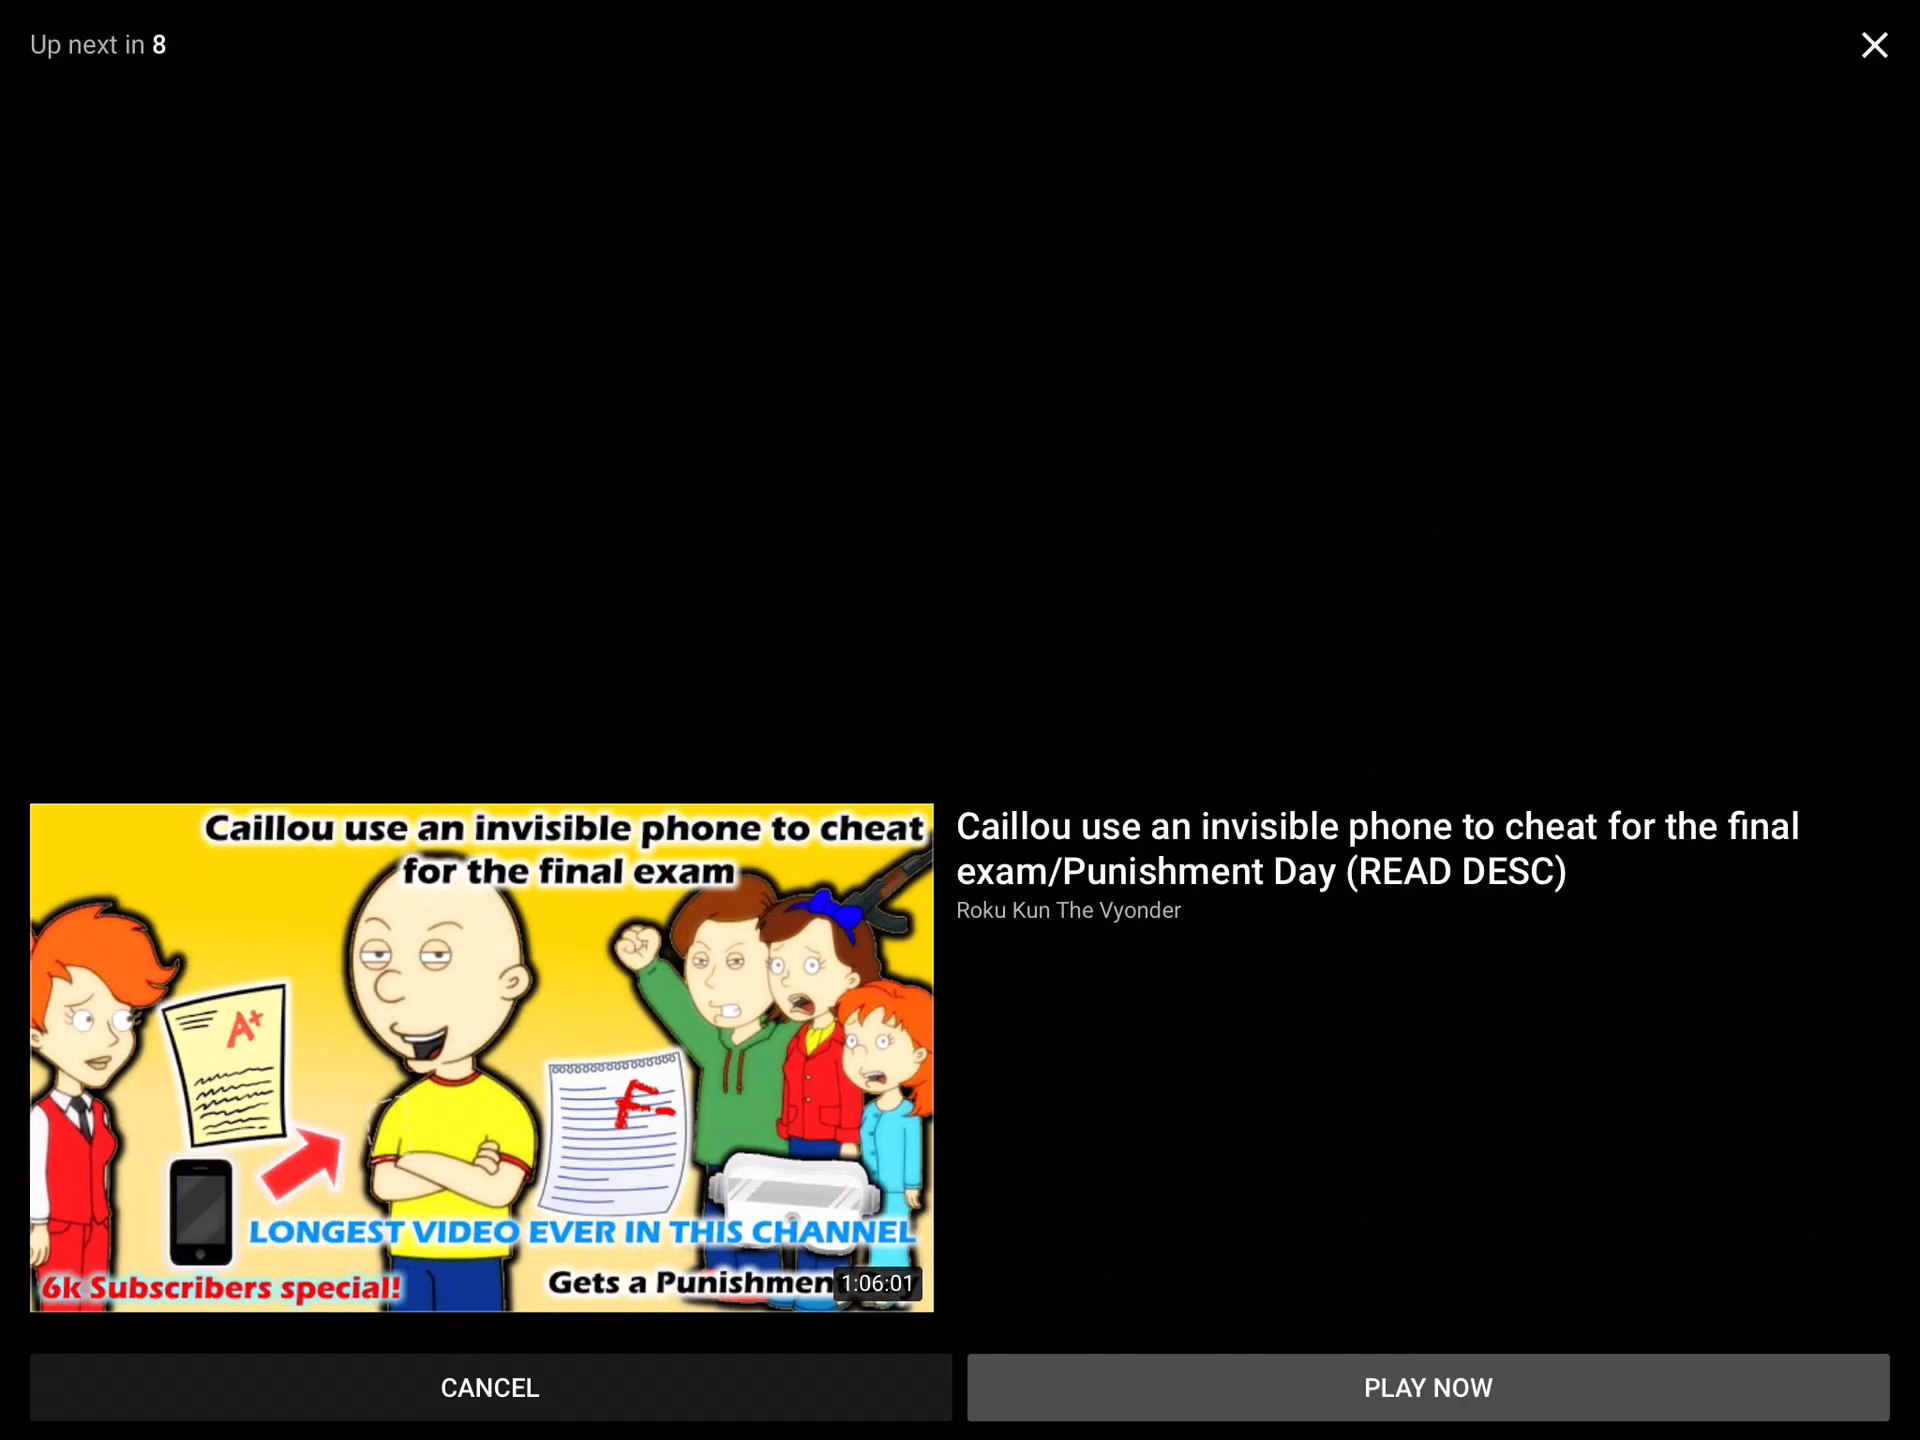 Up next in 8
Caillou use an invisible phone to cheat
for the final exam
A+
F-
LONGEST VIDEO EVER IN THIS CHANNEL
6k Subscribers special!
Gets a Punishmen
1:06:01
Caillou use an invisible phone to cheat for the final
exam/Punishment Day (READ DESC)
Roku Kun The Vyonder
CANCEL
PLAY NOW